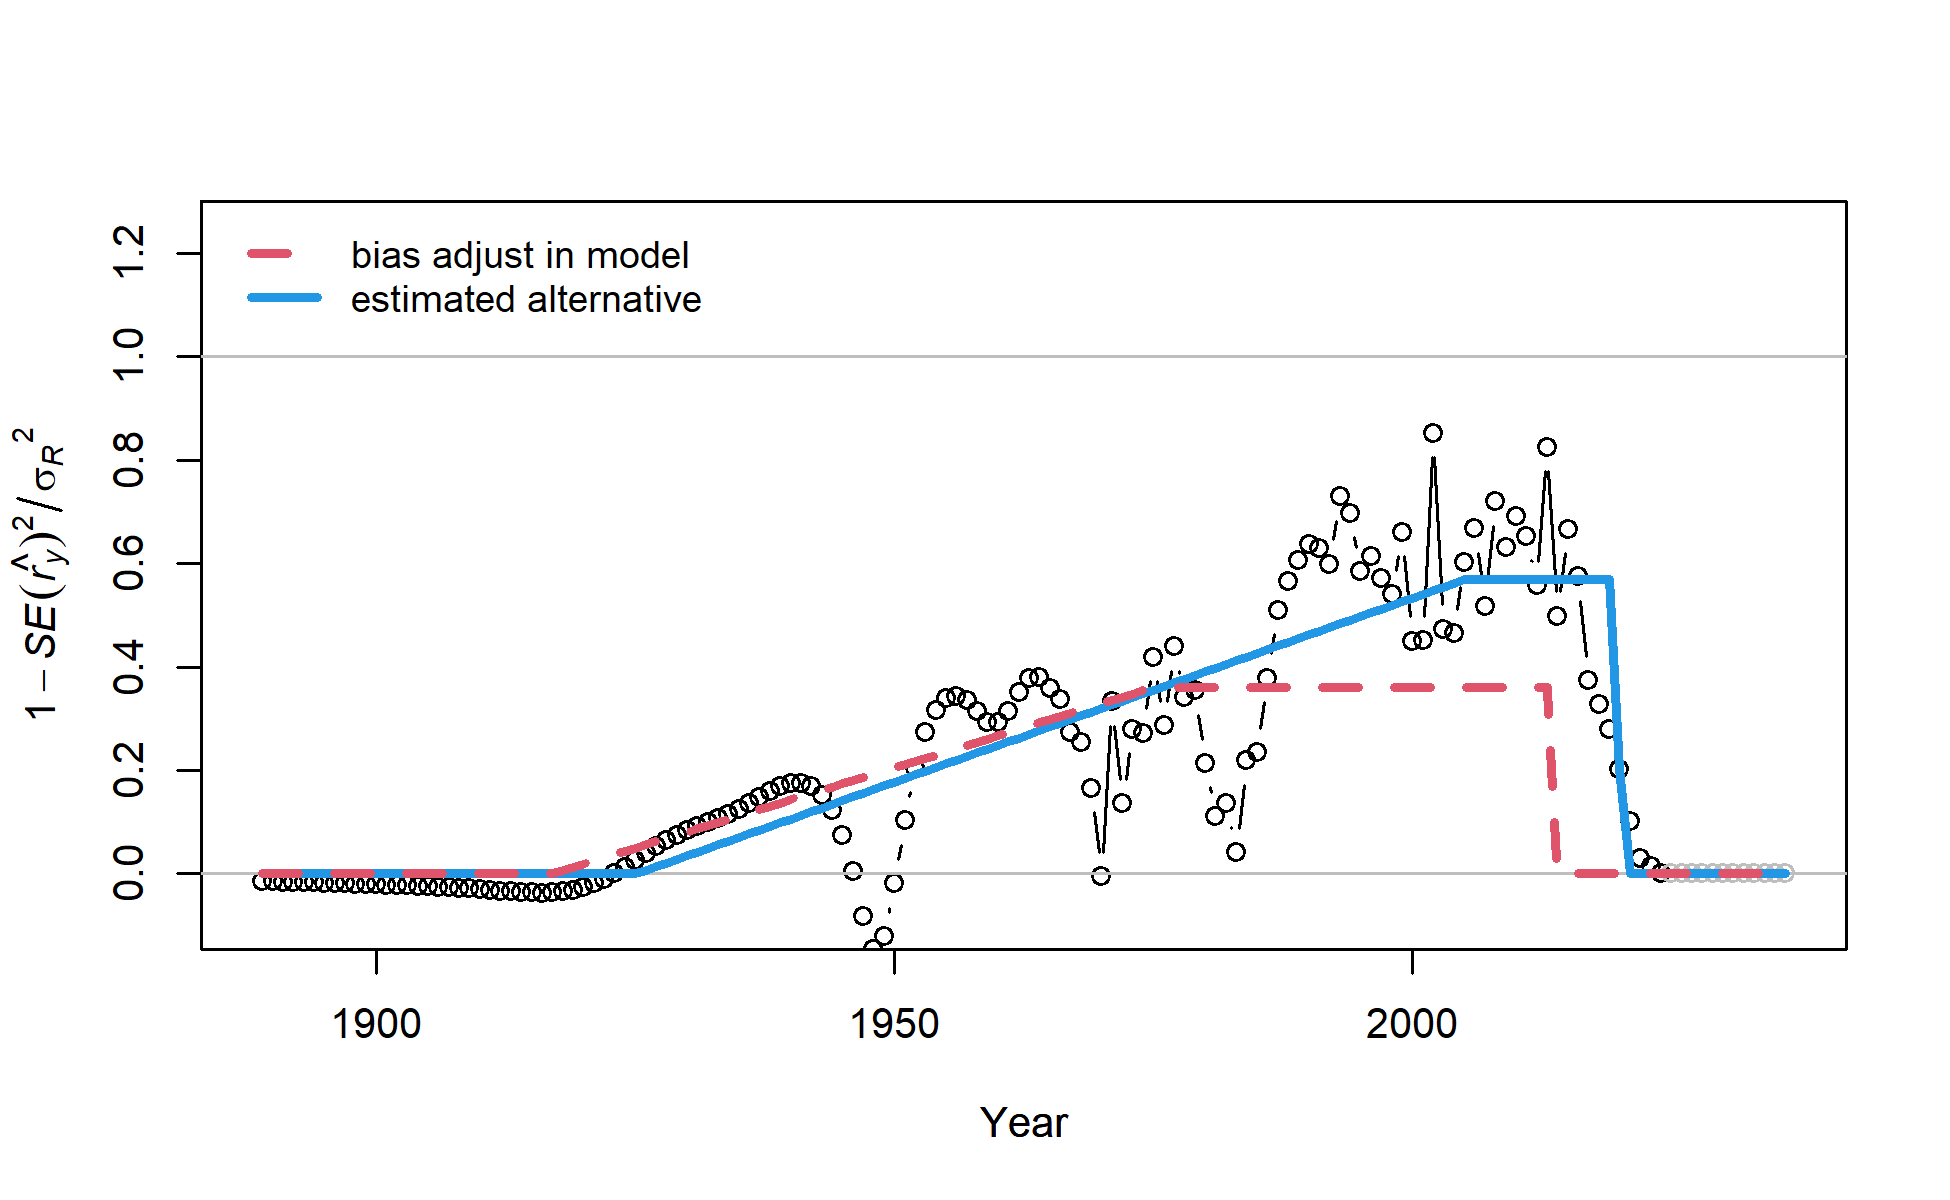 bias adjust in model
estimated alternative
1 − SE(r̂y)² / σR²
1.2
1.0
0.8
0.6
0.4
0.2
0.0
1900 1950 2000
Year